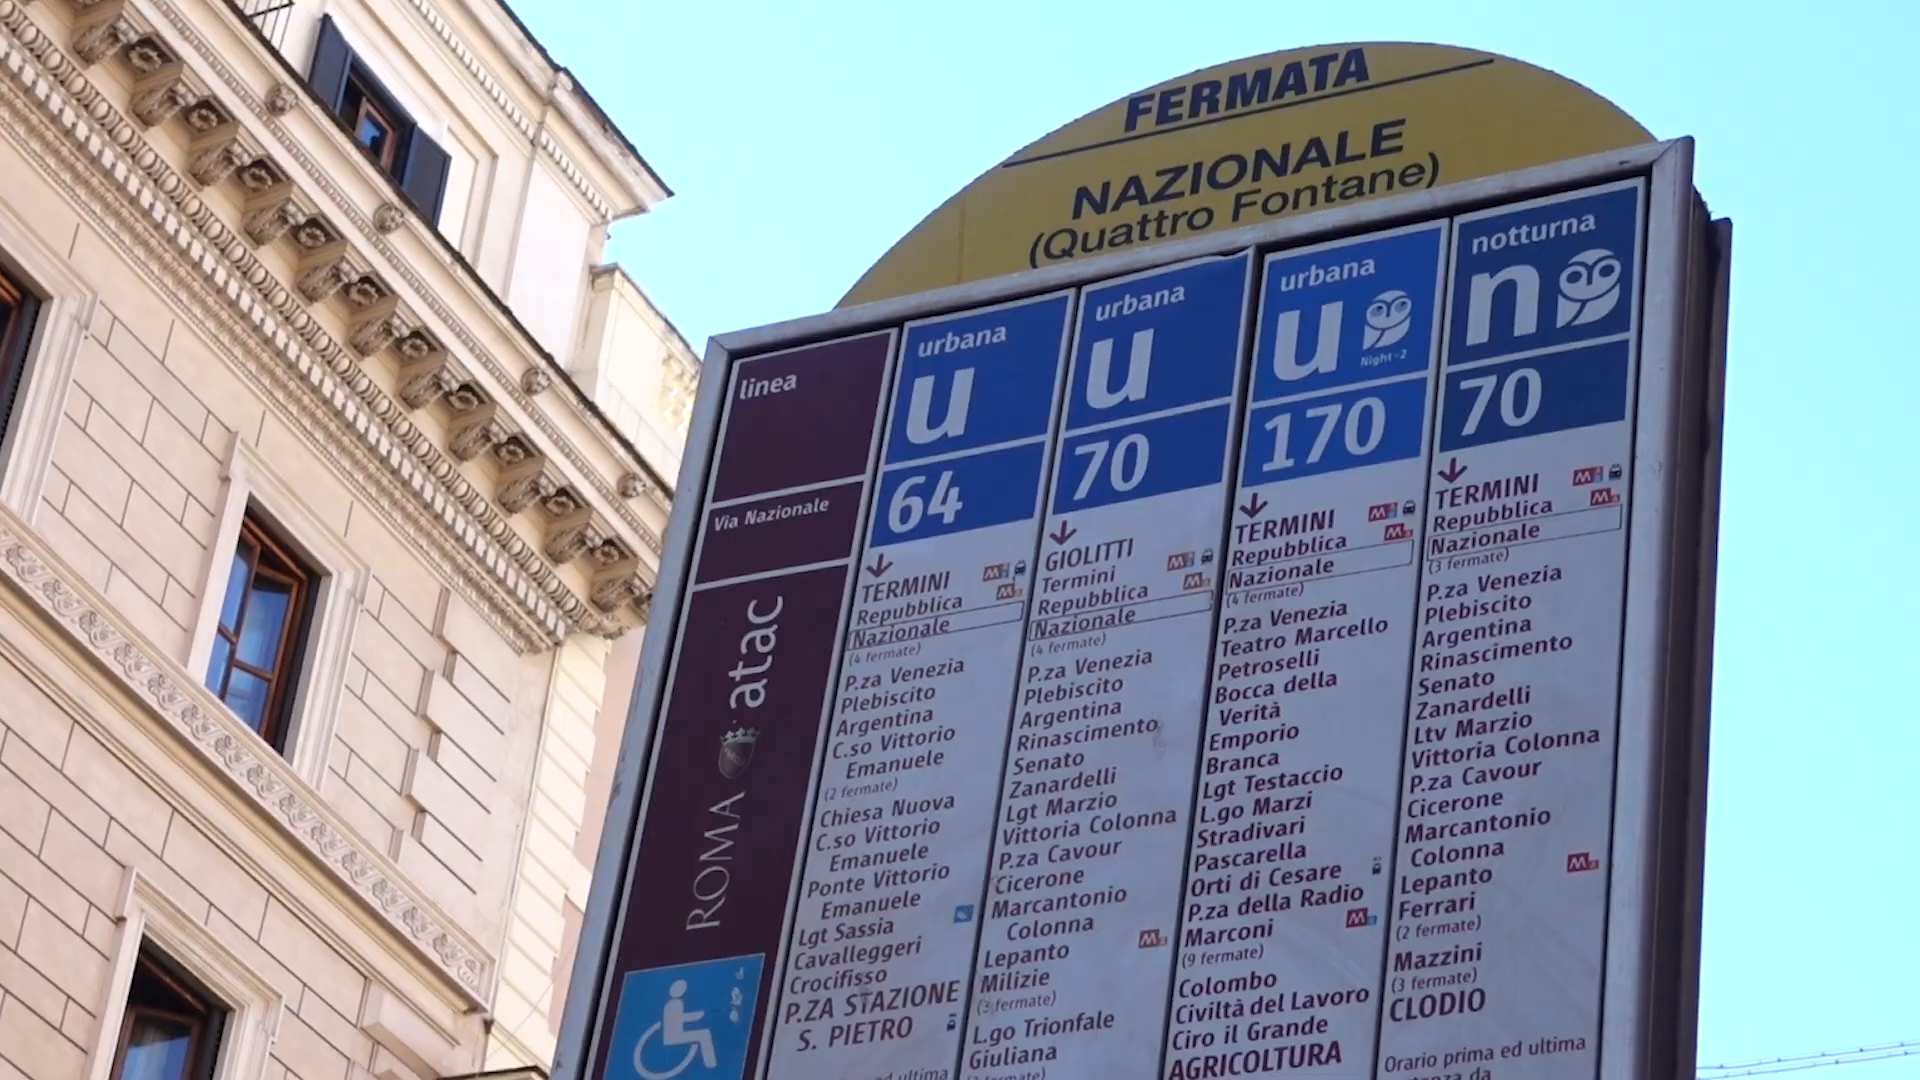 FERMATA
NAZIONALE
(Quattro Fontane)
linea
Via Nazionale
atac
ROMA
urbana
u
64
TERMINI
Repubblica
Nazionale
(4 fermate)
P.za Venezia
Plebiscito
Argentina
C.so Vittorio
Emanuele
(2 fermate)
Chiesa Nuova
C.so Vittorio
Emanuele
Ponte Vittorio
Emanuele
Lgt Sassia
Cavalleggeri
Crocifisso
P.ZA STAZIONE
S. PIETRO
ed ultima
urbana
u
70
GIOLITTI
Termini
Repubblica
Nazionale
(4 fermate)
P.za Venezia
Plebiscito
Argentina
Rinascimento
Senato
Zanardelli
Lgt Marzio
Vittoria Colonna
P.za Cavour
Cicerone
Marcantonio
Colonna
Lepanto
Milizie
(3 fermate)
L.go Trionfale
Giuliana
urbana
u
Night-2
170
TERMINI
Repubblica
Nazionale
(4 fermate)
P.za Venezia
Teatro Marcello
Petroselli
Bocca della
Verità
Emporio
Branca
Lgt Testaccio
L.go Marzi
Stradivari
Pascarella
Orti di Cesare
P.za della Radio
Marconi
(9 fermate)
Colombo
Civiltà del Lavoro
Ciro il Grande
AGRICOLTURA
notturna
n
70
TERMINI
Repubblica
Nazionale
(3 fermate)
P.za Venezia
Plebiscito
Argentina
Rinascimento
Senato
Zanardelli
Ltv Marzio
Vittoria Colonna
P.za Cavour
Cicerone
Marcantonio
Colonna
Lepanto
Ferrari
(2 fermate)
Mazzini
(3 fermate)
CLODIO
Orario prima ed ultima